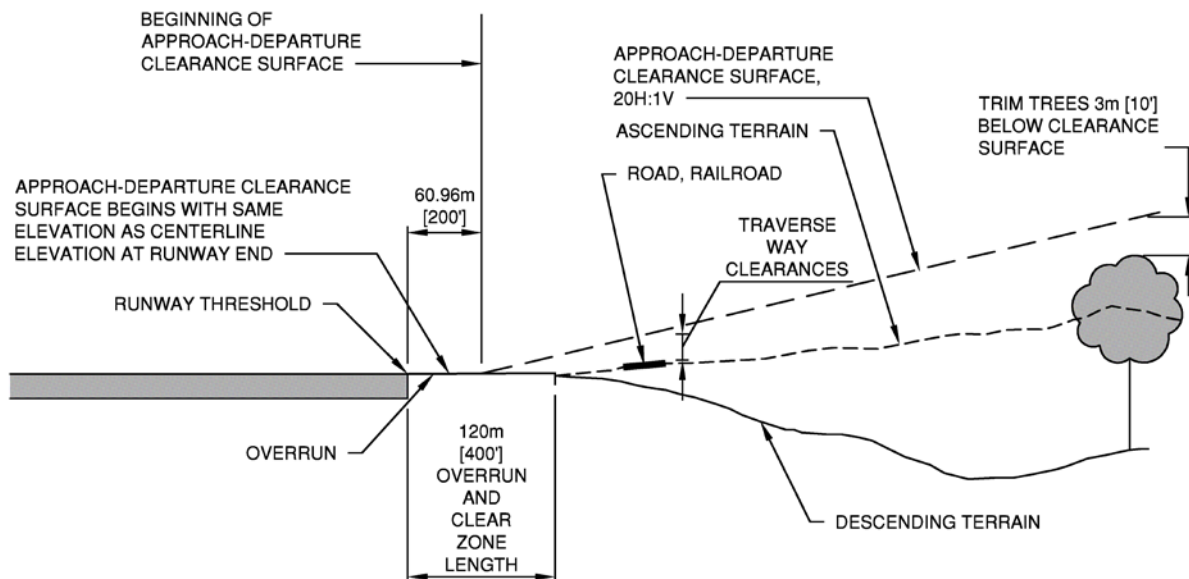 BEGINNING OF
APPROACH-DEPARTURE
CLEARANCE SURFACE
APPROACH-DEPARTURE
CLEARANCE SURFACE,
20H:1V
TRIM TREES 3m [10']
BELOW CLEARANCE
SURFACE
ASCENDING TERRAIN
ROAD, RAILROAD
APPROACH-DEPARTURE CLEARANCE
SURFACE BEGINS WITH SAME
ELEVATION AS CENTERLINE
ELEVATION AT RUNWAY END
60.96m
[200']
TRAVERSE
WAY
CLEARANCES
RUNWAY THRESHOLD
OVERRUN
120m
[400']
OVERRUN
AND
CLEAR
ZONE
LENGTH
DESCENDING TERRAIN